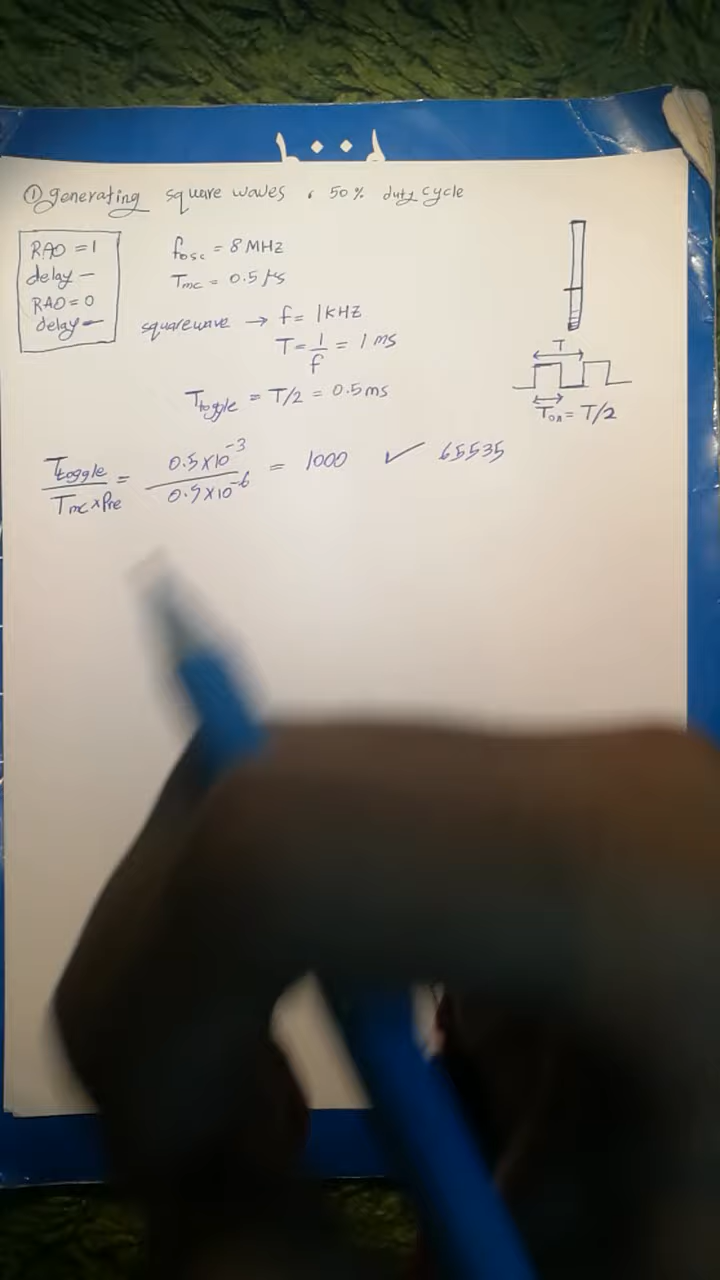 ① generating square waves, 50% duty cycle
RA0 = 1
delay —
RA0 = 0
delay —
fosc = 8 MHz
Tmc = 0.5 μs
square wave → f = 1KHZ
T = 1/f = 1 ms
Ttoggle = T/2 = 0.5 ms
T
Ton = T/2
Ttoggle / Tmc × Pre = 0.5×10⁻³ / 0.5×10⁻⁶ = 1000 ✓ 65535